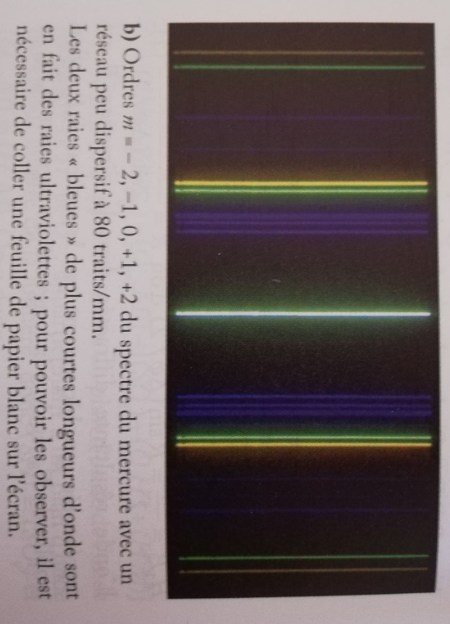 b) Ordres m = – 2, –1, 0, +1, +2 du spectre du mercure avec un
réseau peu dispersif à 80 traits/mm.
Les deux raies « bleues » de plus courtes longueurs d'onde sont
en fait des raies ultraviolettes ; pour pouvoir les observer, il est
nécessaire de coller une feuille de papier blanc sur l'écran.